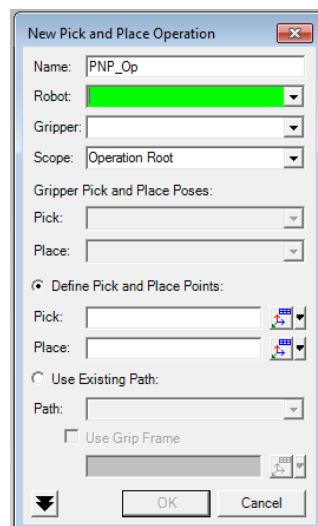 New Pick and Place Operation
Name: PNP_Op
Robot:
Gripper:
Scope: Operation Root
Gripper Pick and Place Poses:
Pick:
Place:
Define Pick and Place Points:
Pick:
Place:
Use Existing Path:
Path:
Use Grip Frame
OK Cancel